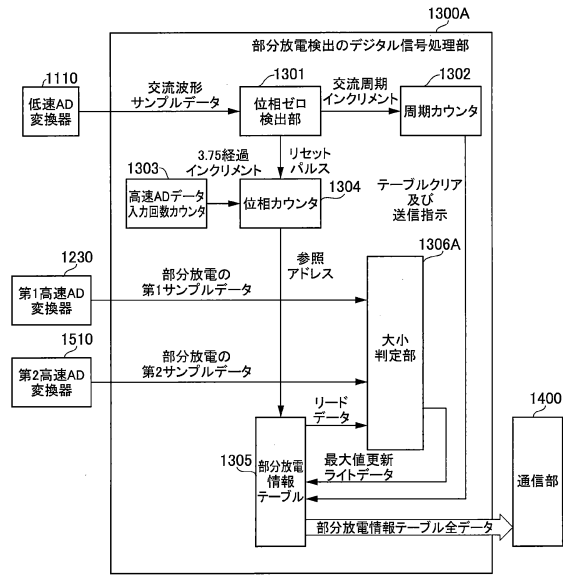 1300A
部分放電検出のデジタル信号処理部
1110
低速AD
変換器
交流波形
サンプルデータ
1301
位相ゼロ
検出部
交流周期
インクリメント
1302
周期カウンタ
1303
高速ADデータ
入力回数カウンタ
3.75経過
インクリメント
リセット
パルス
位相カウンタ
1304
テーブルクリア
及び
送信指示
1306A
参照
アドレス
1230
第1高速AD
変換器
部分放電の
第1サンプルデータ
大小
判定部
1510
第2高速AD
変換器
部分放電の
第2サンプルデータ
リード
データ
1400
1305
部分放電
情報
テーブル
最大値更新
ライトデータ
通信部
部分放電情報テーブル全データ